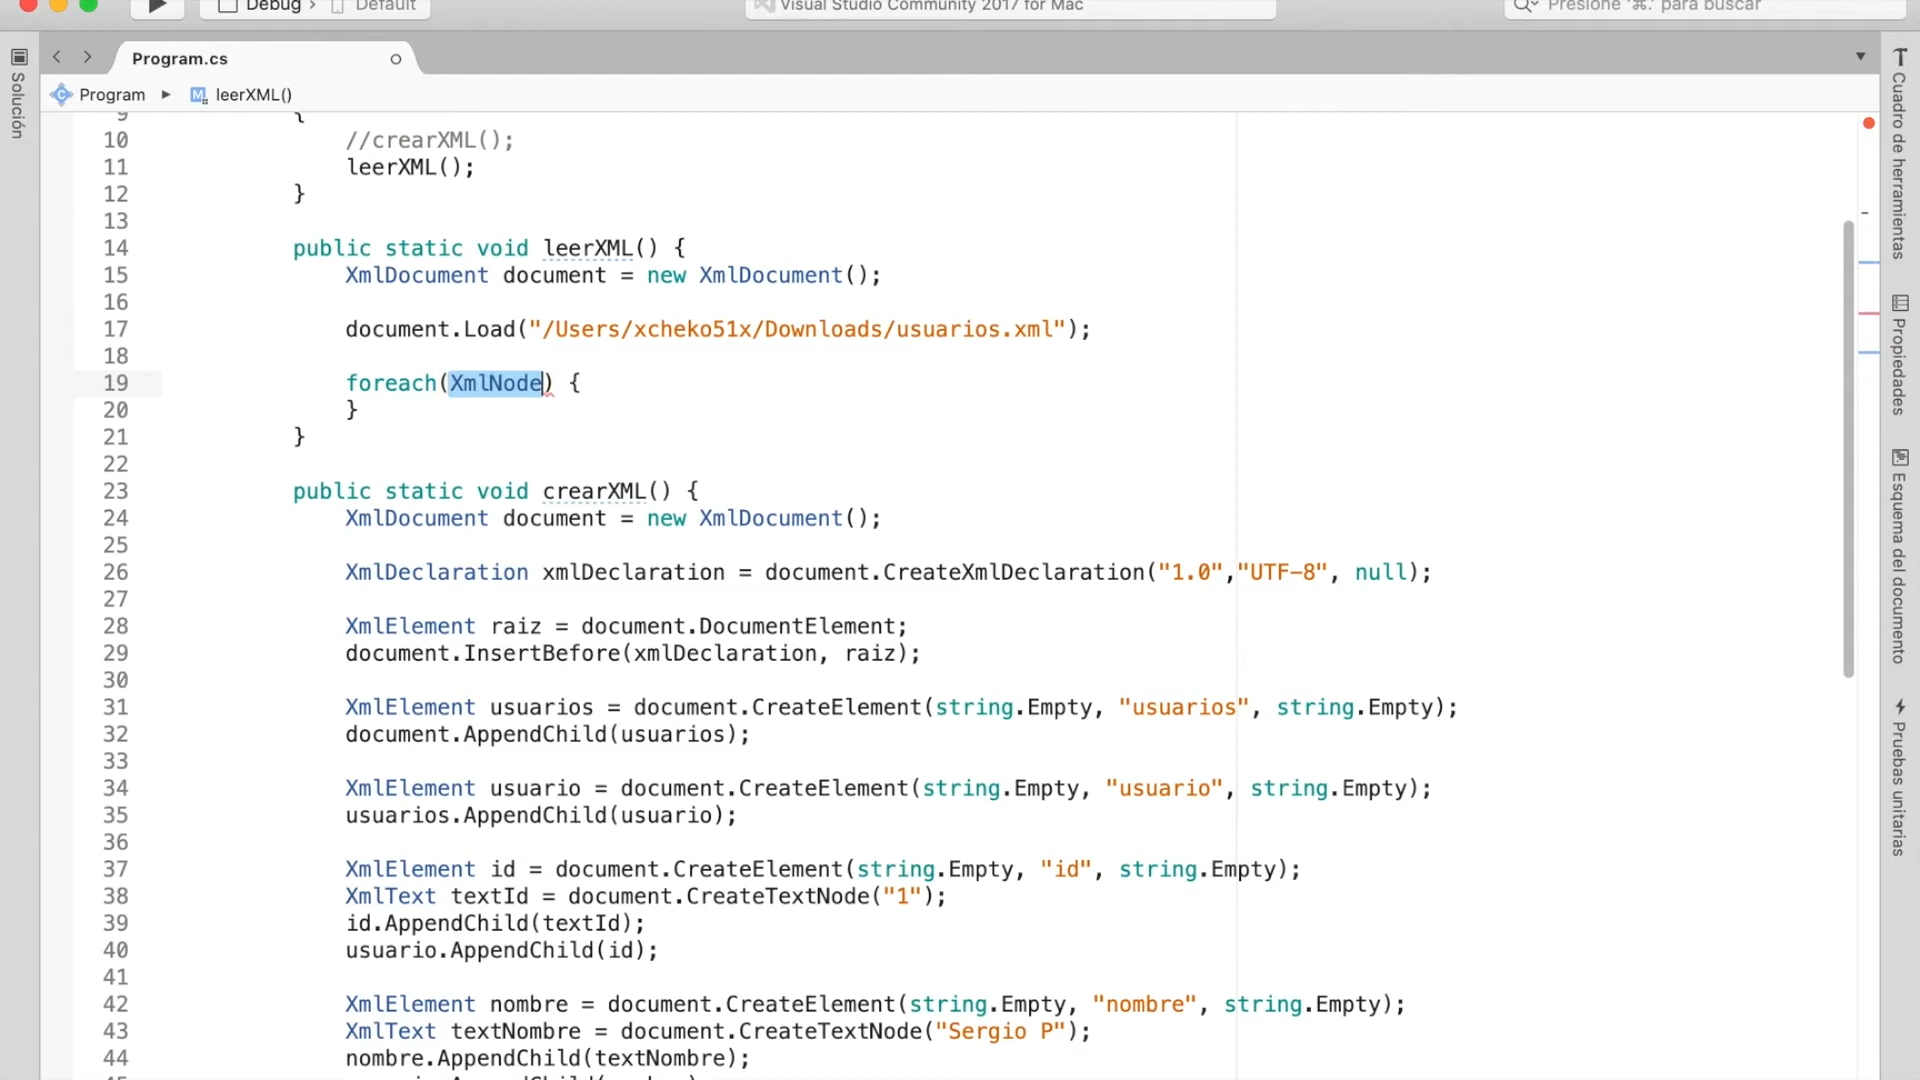 Debug › Default
Visual Studio Community 2017 for Mac
Presione '⌘.' para buscar
Solución
Program.cs
Program ▸ leerXML()
9 {
10 //crearXML();
11 leerXML();
12 }
13
14 public static void leerXML() {
15 XmlDocument document = new XmlDocument();
16
17 document.Load("/Users/xcheko51x/Downloads/usuarios.xml");
18
19 foreach(XmlNode) {
20 }
21 }
22
23 public static void crearXML() {
24 XmlDocument document = new XmlDocument();
25
26 XmlDeclaration xmlDeclaration = document.CreateXmlDeclaration("1.0","UTF-8", null);
27
28 XmlElement raiz = document.DocumentElement;
29 document.InsertBefore(xmlDeclaration, raiz);
30
31 XmlElement usuarios = document.CreateElement(string.Empty, "usuarios", string.Empty);
32 document.AppendChild(usuarios);
33
34 XmlElement usuario = document.CreateElement(string.Empty, "usuario", string.Empty);
35 usuarios.AppendChild(usuario);
36
37 XmlElement id = document.CreateElement(string.Empty, "id", string.Empty);
38 XmlText textId = document.CreateTextNode("1");
39 id.AppendChild(textId);
40 usuario.AppendChild(id);
41
42 XmlElement nombre = document.CreateElement(string.Empty, "nombre", string.Empty);
43 XmlText textNombre = document.CreateTextNode("Sergio P");
44 nombre.AppendChild(textNombre);
Cuadro de herramientas
Propiedades
Esquema del documento
Pruebas unitarias